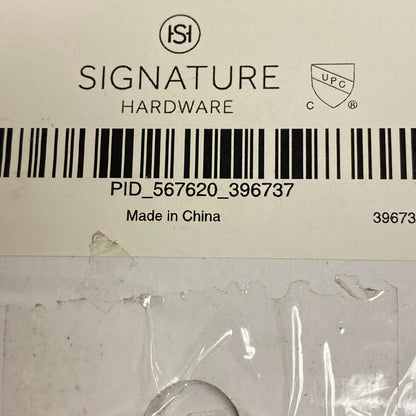 SH
SIGNATURE
HARDWARE
UPC
C ®
PID_567620_396737
Made in China
39673